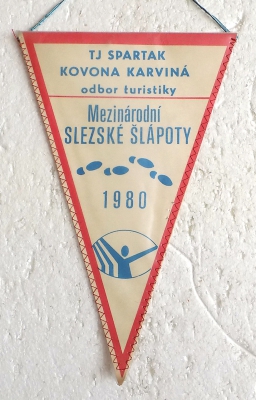 TJ SPARTAK
KOVONA KARVINÁ
odbor turistiky
Mezinárodní
SLEZSKÉ ŠLÁPOTY
1980